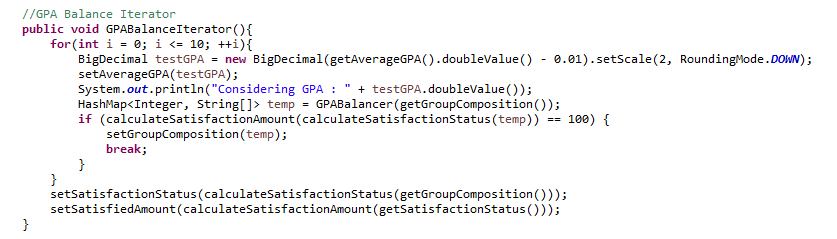 //GPA Balance Iterator
public void GPABalanceIterator(){
for(int i = 0; i <= 10; ++i){
BigDecimal testGPA = new BigDecimal(getAverageGPA().doubleValue() - 0.01).setScale(2, RoundingMode.DOWN);
setAverageGPA(testGPA);
System.out.println("Considering GPA : " + testGPA.doubleValue());
HashMap<Integer, String[]> temp = GPABalancer(getGroupComposition());
if (calculateSatisfactionAmount(calculateSatisfactionStatus(temp)) == 100) {
setGroupComposition(temp);
break;
}
}
setSatisfactionStatus(calculateSatisfactionStatus(getGroupComposition()));
setSatisfiedAmount(calculateSatisfactionAmount(getSatisfactionStatus()));
}